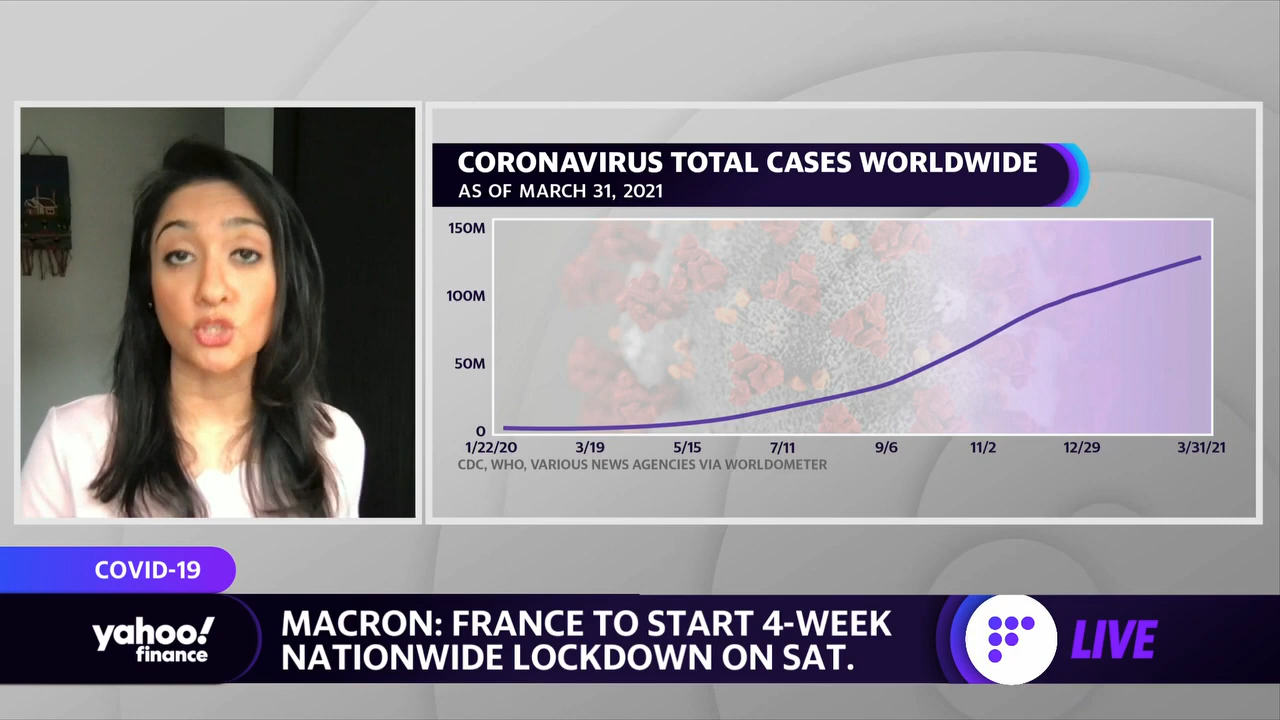 CORONAVIRUS TOTAL CASES WORLDWIDE
AS OF MARCH 31, 2021
150M
100M
50M
0
1/22/20 3/19 5/15 7/11 9/6 11/2 12/29 3/31/21
CDC, WHO, VARIOUS NEWS AGENCIES VIA WORLDOMETER
COVID-19
yahoo!
finance
MACRON: FRANCE TO START 4-WEEK
NATIONWIDE LOCKDOWN ON SAT.
LIVE